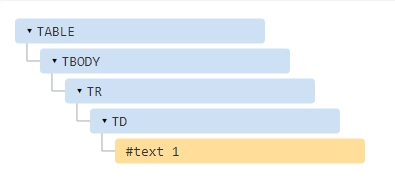 ▾ TABLE
▾ TBODY
▾ TR
▾ TD
#text 1